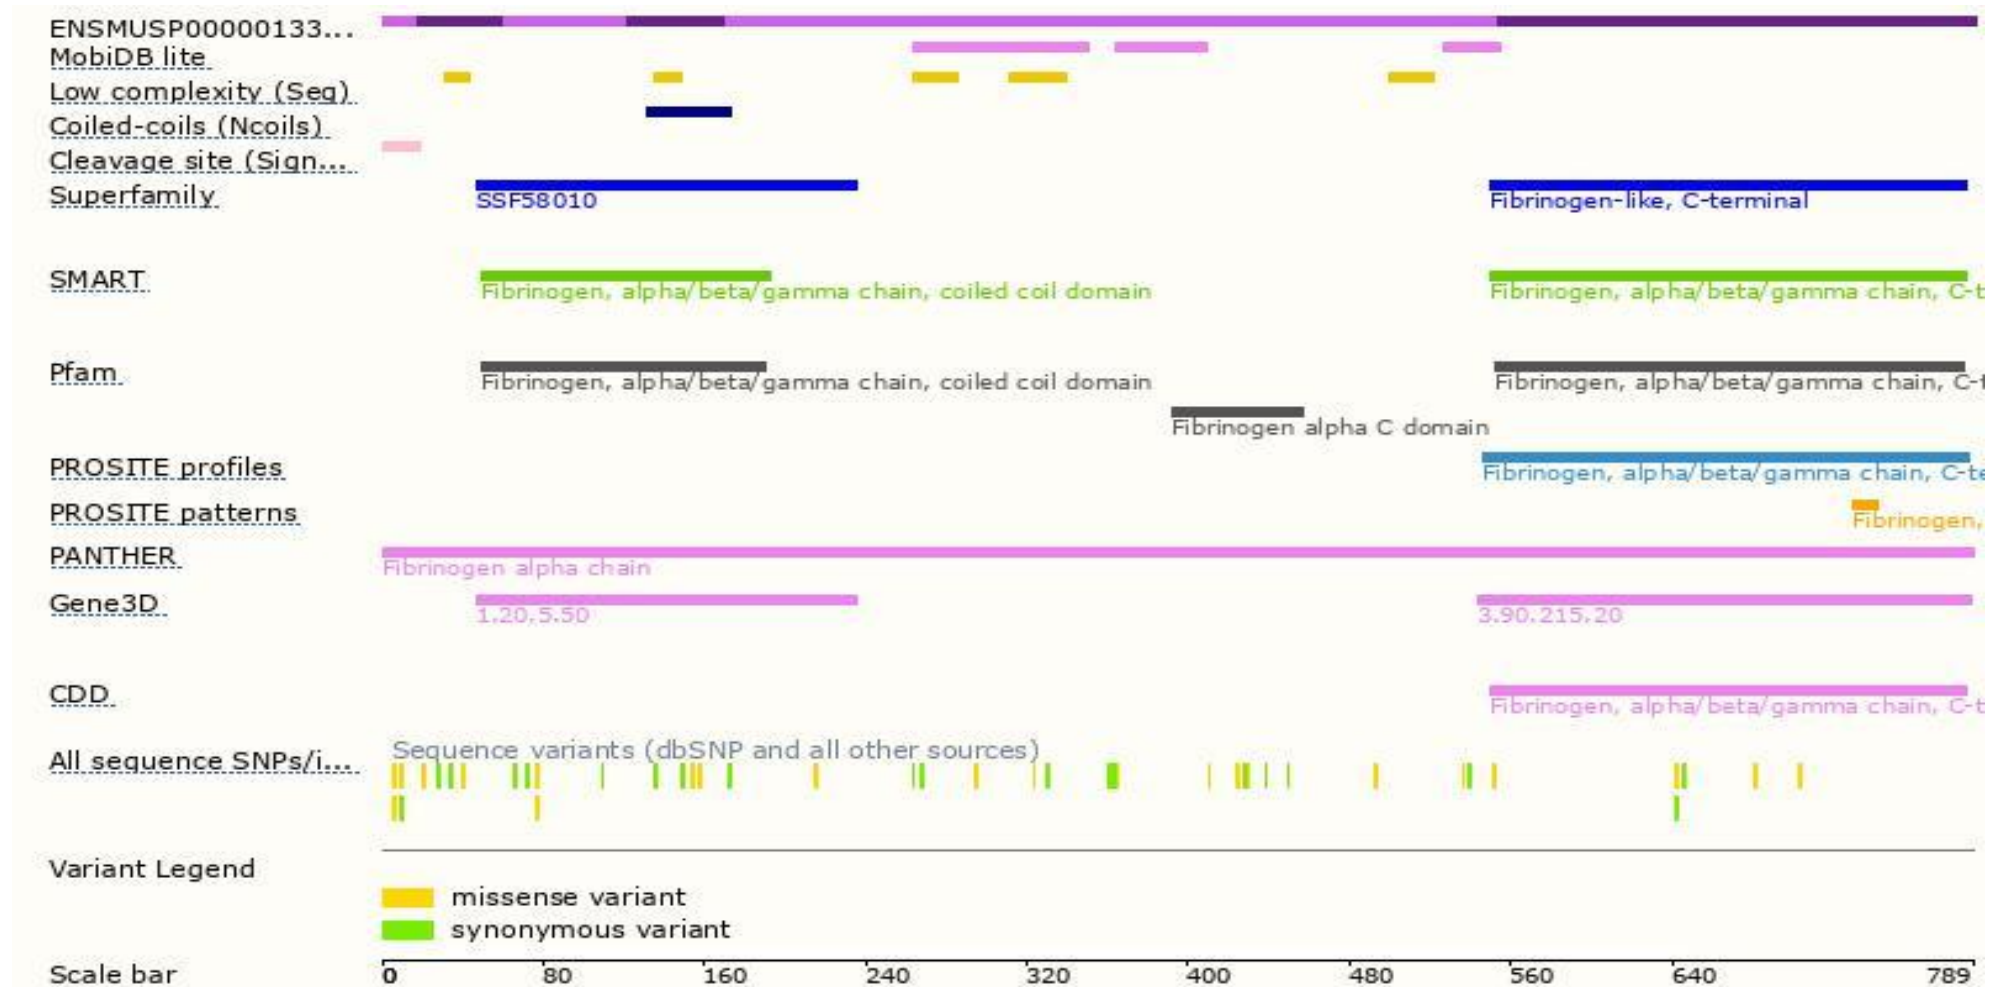 ENSMUSP00000133...
MobiDB lite
Low complexity (Seg)
Coiled-coils (Ncoils)
Cleavage site (Sign...
Superfamily
SSF58010
Fibrinogen-like, C-terminal
SMART
Fibrinogen, alpha/beta/gamma chain, coiled coil domain
Fibrinogen, alpha/beta/gamma chain, C-t
Pfam
Fibrinogen, alpha/beta/gamma chain, coiled coil domain
Fibrinogen, alpha/beta/gamma chain, C-t
Fibrinogen alpha C domain
PROSITE profiles
Fibrinogen, alpha/beta/gamma chain, C-te
PROSITE patterns
Fibrinogen,
PANTHER
Fibrinogen alpha chain
Gene3D
1.20.5.50
3.90.215.20
CDD
Fibrinogen, alpha/beta/gamma chain, C-t
All sequence SNPs/i...
Sequence variants (dbSNP and all other sources)
Variant Legend
missense variant
synonymous variant
Scale bar
0 80 160 240 320 400 480 560 640 789